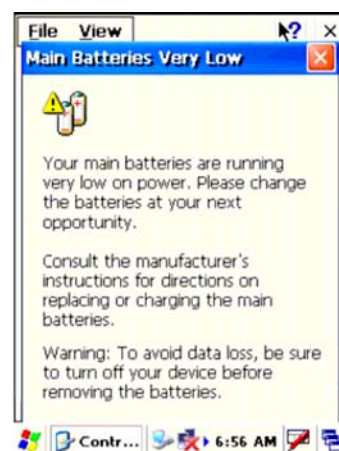 File View ? ×
Main Batteries Very Low
Your main batteries are running
very low on power. Please change
the batteries at your next
opportunity.
Consult the manufacturer's
instructions for directions on
replacing or charging the main
batteries.
Warning: To avoid data loss, be sure
to turn off your device before
removing the batteries.
Contr... 6:56 AM